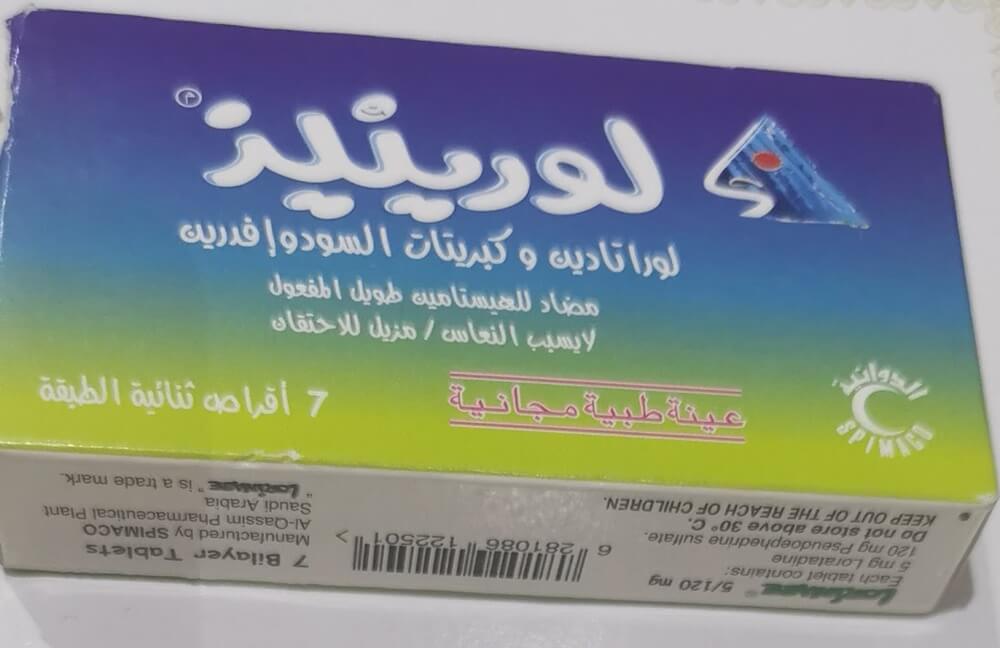 لورينيز
م
لوراتادين و كبريتات السودوإفدرين
مضاد للهيستامين طويل المفعول
لايسبب النعاس / مزيل للاحتقان
7 أقراص ثنائية الطبقة
عينة طبية مجانية
الدوائية
SPIMACO
Lorinase ® 5/120 mg
Each tablet contains:
5 mg Loratadine
120 mg Pseudoephedrine sulfate.
Do not store above 30° C.
• KEEP OUT OF THE REACH OF CHILDREN.
6 281086 122501 >
7 Bilayer Tablets
Manufactured by SPIMACO
Al-Qassim Pharmaceutical Plant
Saudi Arabia
"Lorinase" is a trade mark.